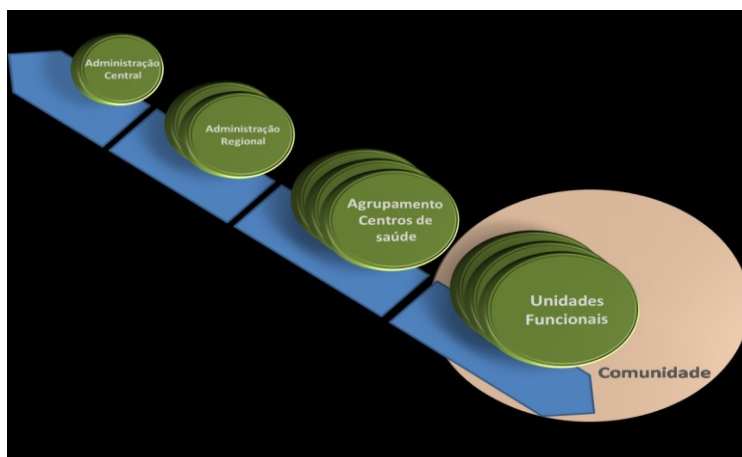 Administração
Central
Administração
Regional
Agrupamento
Centros de
saúde
Unidades
Funcionais
Comunidade